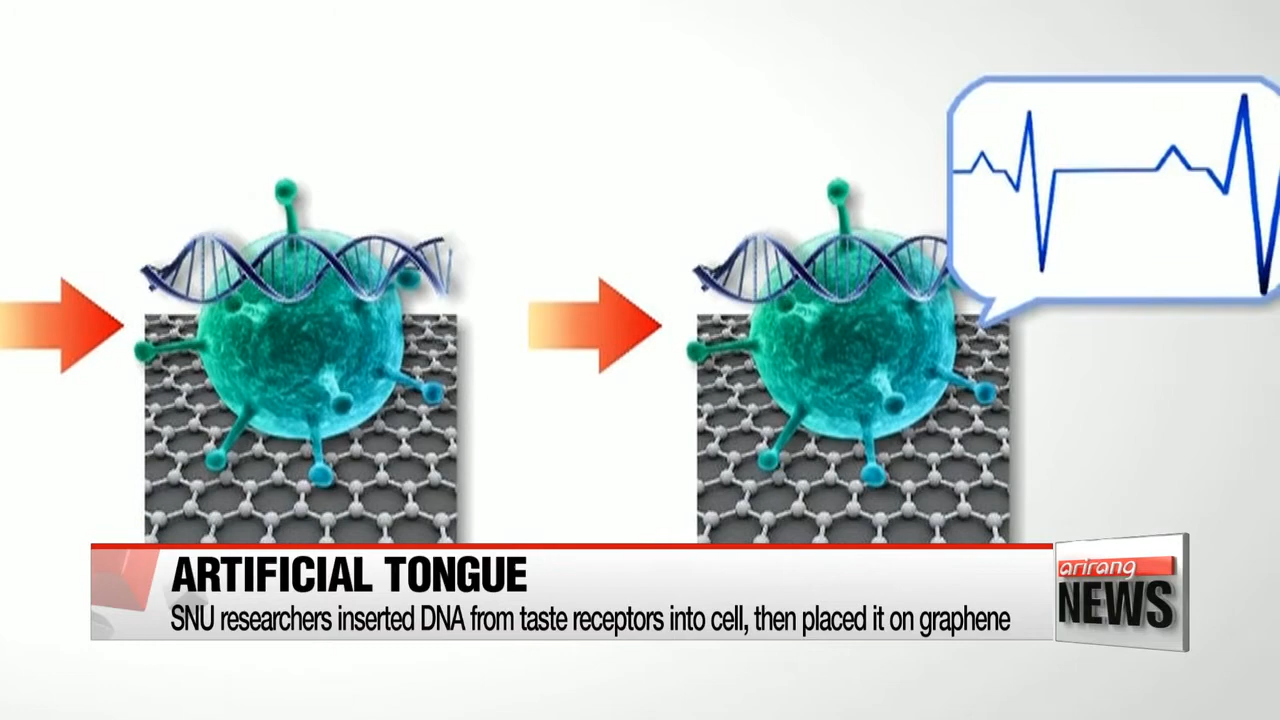 ARTIFICIAL TONGUE
SNU researchers inserted DNA from taste receptors into cell, then placed it on graphene
arirang
NEWS